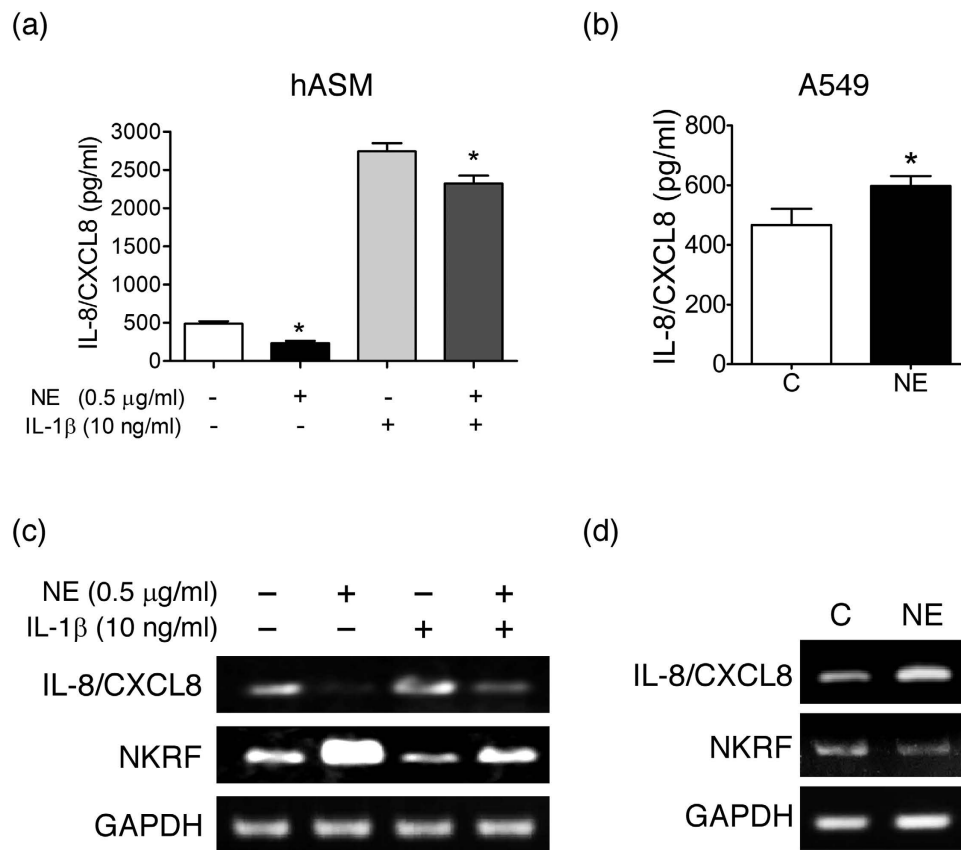 (a)
hASM
IL-8/CXCL8 (pg/ml)
3000
2500
2000
1500
1000
500
0
*
*
NE (0.5 μg/ml) - + - +
IL-1β (10 ng/ml) - - + +
(b)
A549
IL-8/CXCL8 (pg/ml)
800
600
400
200
0
*
C NE
(c)
NE (0.5 μg/ml) − + − +
IL-1β (10 ng/ml) − − + +
IL-8/CXCL8
NKRF
GAPDH
(d)
C NE
IL-8/CXCL8
NKRF
GAPDH